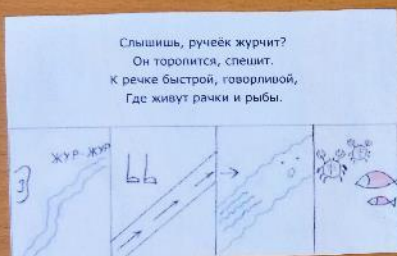 Слышишь, ручеёк журчит?
Он торопится, спешит.
К речке быстрой, говорливой,
Где живут рачки и рыбы.
ЖУР-ЖУР